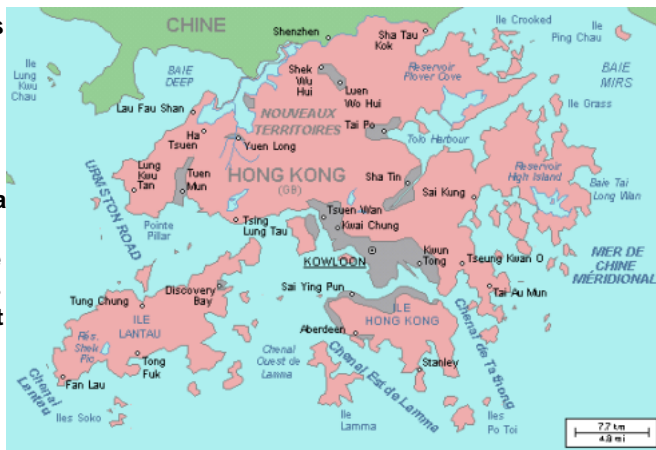 s
a
t
CHINE
Shenzhen
Sha Tau
Kok
Ile Crooked
Ile
Ping Chau
Ile
Lung
Kwu
Chau
BAIE
DEEP
Shek
Wu
Hui
Luen
Wo Hui
Reservoir
Plover Cove
BAIE
MIRS
Lau Fau Shan
NOUVEAUX
TERRITOIRES
Ile Grass
Ha
Tsuen
Tai Po
Tolo Harbour
Yuen Long
Lung
Kwu
Tan
Tuen
Mun
HONG KONG
(GB)
Sha Tin
Sai Kung
Reservoir
High Island
Baie Tai
Long Wan
URMSTON ROAD
Pointe
Pillar
Tsing
Lung Tau
Tsuen Wan
Kwai Chung
KOWLOON
Kwun
Tong
Tseung Kwan O
MER DE
CHINE
MÉRIDIONAL
Tung Chung
Discovery
Bay
Sai Ying Pun
Tai Au Mun
ILE
LANTAU
ILE
HONG KONG
Rés.
Shek
Pic
Aberdeen
Tong
Fuk
Chenal
Ouest de
Lamma
Chenal Est de Lamma
Stanley
Chenal de Tathong
Fan Lau
Chenal
Lantau
Iles Soko
Ile
Lamma
Iles
Po Toi
7.7 km
4.8 mi